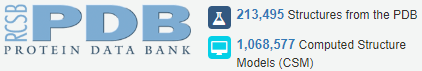 RCSB PDB
PROTEIN DATA BANK
213,495 Structures from the PDB
1,068,577 Computed Structure
Models (CSM)